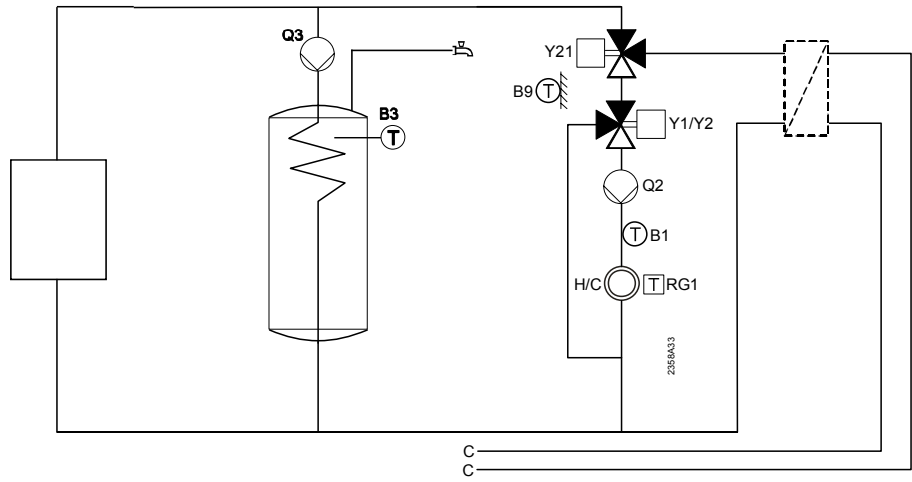 Q3
Y21
B9 T
B3
T
Y1/Y2
Q2
T B1
H/C T RG1
2358A33
C
C